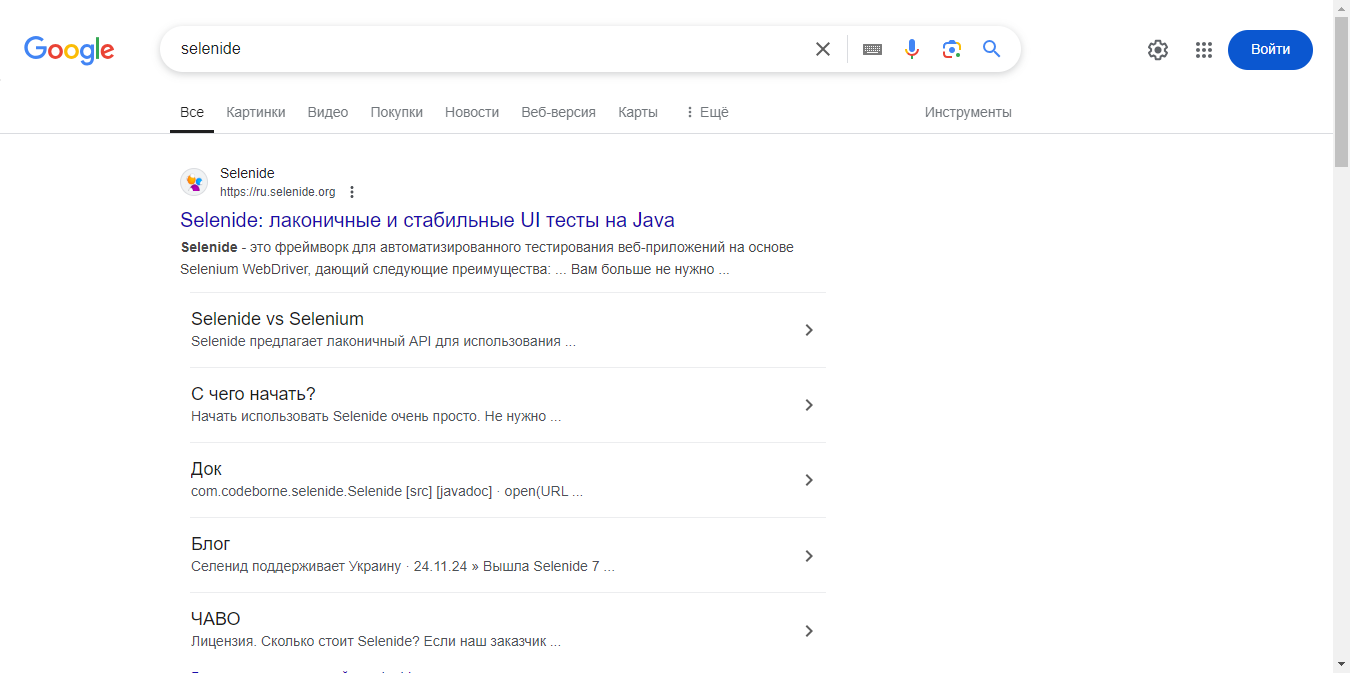 Google
selenide
Войти
Все Картинки Видео Покупки Новости Веб-версия Карты Ещё Инструменты
Selenide
https://ru.selenide.org
Selenide: лаконичные и стабильные UI тесты на Java
Selenide - это фреймворк для автоматизированного тестирования веб-приложений на основе
Selenium WebDriver, дающий следующие преимущества: ... Вам больше не нужно ...
Selenide vs Selenium
Selenide предлагает лаконичный API для использования ...
С чего начать?
Начать использовать Selenide очень просто. Не нужно ...
Док
com.codeborne.selenide.Selenide [src] [javadoc] · open(URL ...
Блог
Селенид поддерживает Украину · 24.11.24 » Вышла Selenide 7 ...
ЧАВО
Лицензия. Сколько стоит Selenide? Если наш заказчик ...